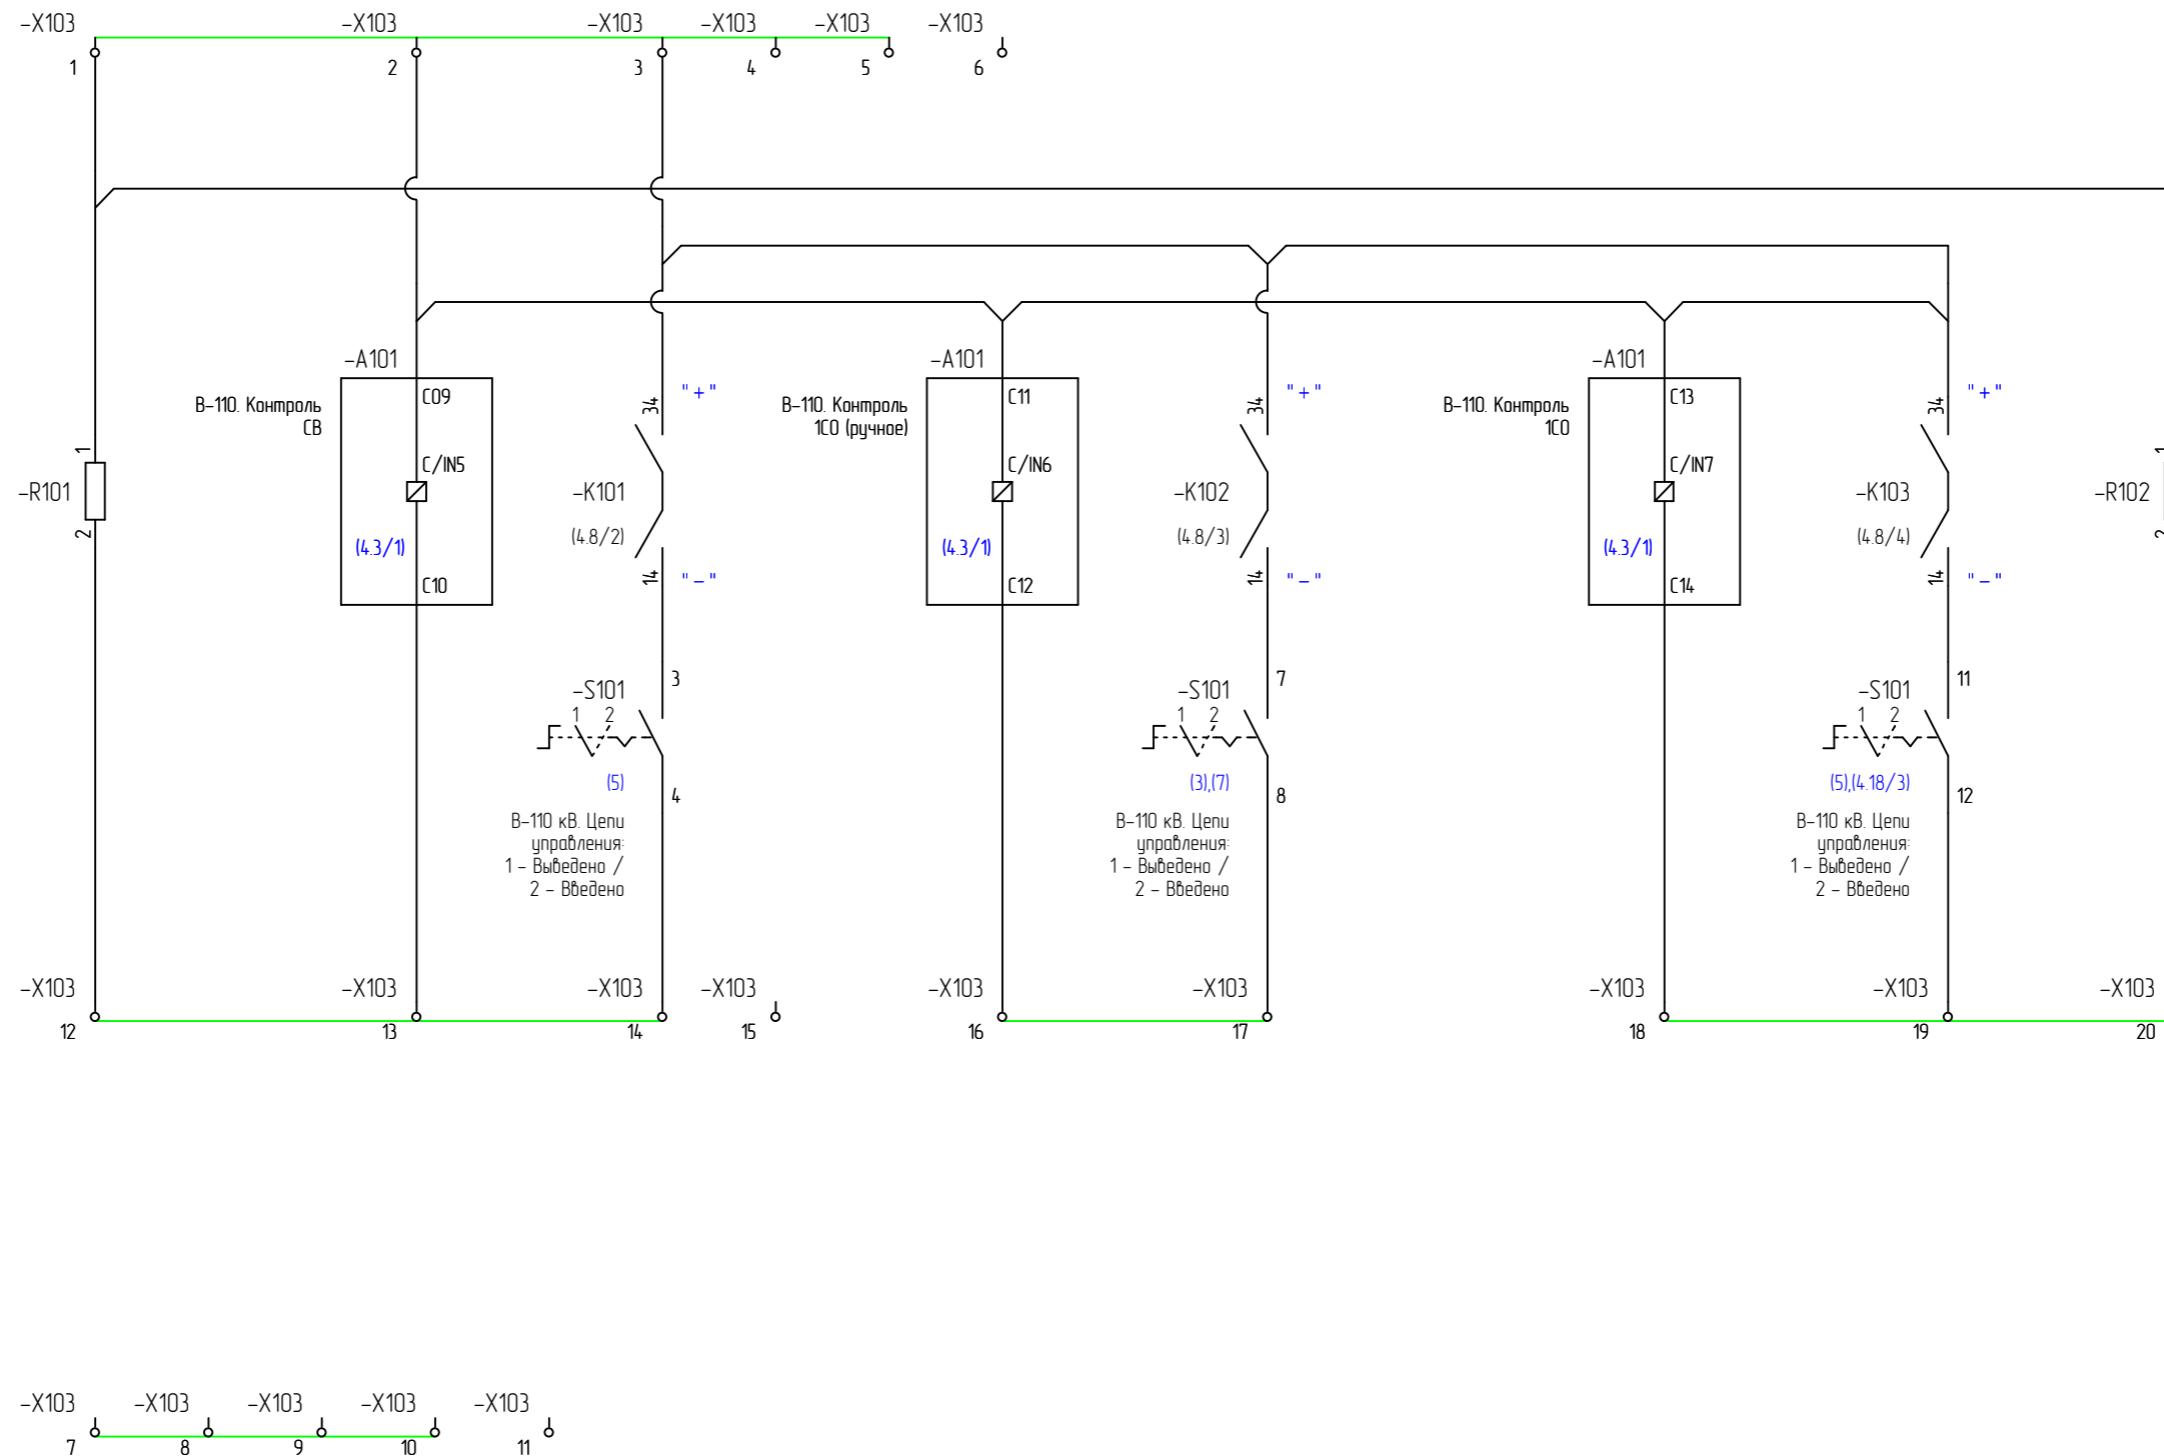 -X103 -X103 -X103 -X103 -X103 -X103
1 2 3 4 5 6
-A101 -A101 -A101
В-110. Контроль СВ
C09
34 "+"
В-110. Контроль 1СО (ручное)
C11
34 "+"
В-110. Контроль 1СО
C13
34 "+"
1
-R101
2
C/IN5
(4.3/1)
C10
-K101
(4.8/2)
14 "-"
C/IN6
(4.3/1)
C12
-K102
(4.8/3)
14 "-"
C/IN7
(4.3/1)
C14
-K103
(4.8/4)
14 "-"
1
-R102
2
3
-S101
1 2
(5)
4
В-110 кВ. Цепи
управления:
1 - Выведено /
2 - Введено
7
-S101
1 2
(3),(7)
8
В-110 кВ. Цепи
управления:
1 - Выведено /
2 - Введено
11
-S101
1 2
(5),(4.18/3)
12
В-110 кВ. Цепи
управления:
1 - Выведено /
2 - Введено
-X103 -X103 -X103 -X103 -X103 -X103 -X103 -X103 -X103
12 13 14 15 16 17 18 19 20
-X103 -X103 -X103 -X103 -X103
7 8 9 10 11